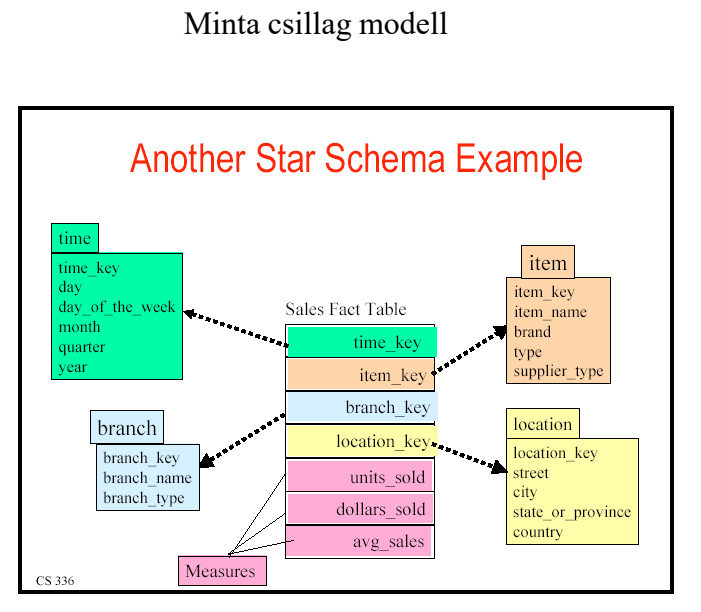 Minta csillag modell
Another Star Schema Example
time
time_key
day
day_of_the_week
month
quarter
year
item
item_key
item_name
brand
type
supplier_type
Sales Fact Table
time_key
item_key
branch_key
location_key
units_sold
dollars_sold
avg_sales
branch
branch_key
branch_name
branch_type
location
location_key
street
city
state_or_province
country
Measures
CS 336